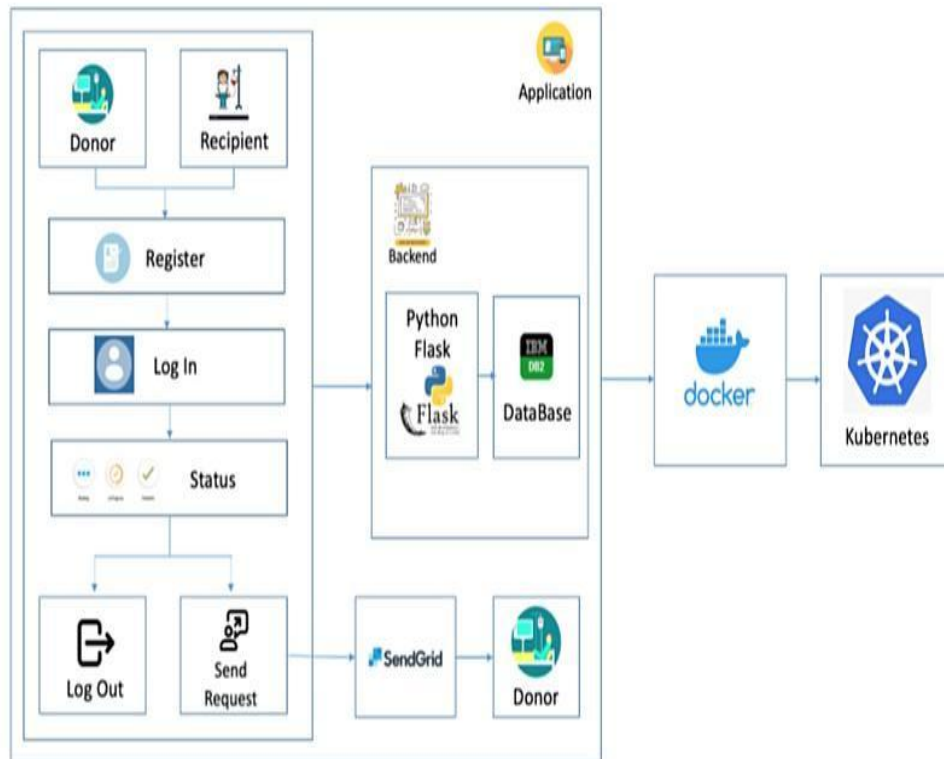 Donor
Recipient
Application
Register
Backend
Log In
Python
Flask
Flask
IBM
DB2
DataBase
docker
Kubernetes
Status
Log Out
Send
Request
SendGrid
Donor